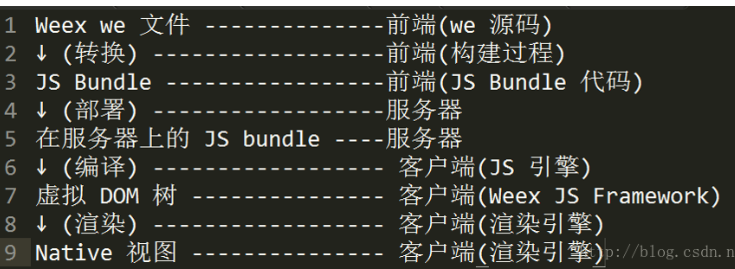 1 Weex we 文件 --------------前端(we 源码)
2 ↓ (转换) ------------------前端(构建过程)
3 JS Bundle -----------------前端(JS Bundle 代码)
4 ↓ (部署) ------------------服务器
5 在服务器上的 JS bundle ----服务器
6 ↓ (编译) ------------------ 客户端(JS 引擎)
7 虚拟 DOM 树 --------------- 客户端(Weex JS Framework)
8 ↓ (渲染) ------------------ 客户端(渲染引擎)
9 Native 视图 --------------- 客户端(渲染引擎)
://blog.csdn.n